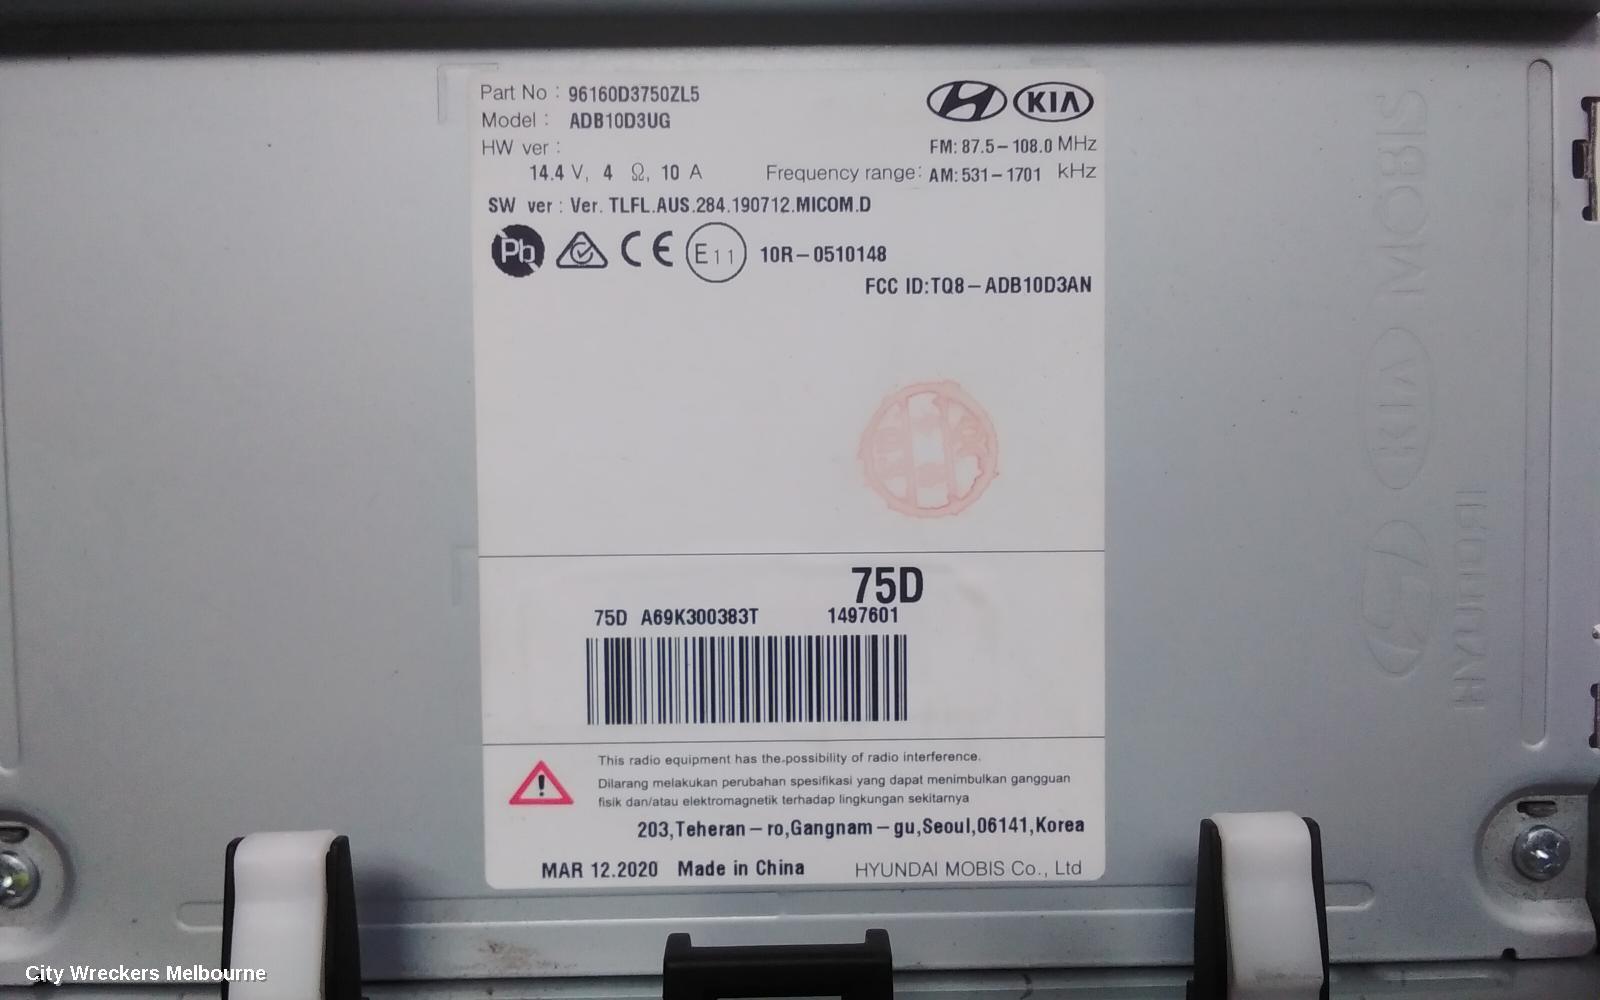 Part No : 96160D3750ZL5
KIA
Model : ADB10D3UG
HW ver :
FM: 87.5-108.0 MHz
14.4 V, 4 Ω, 10 A
Frequency range: AM: 531-1701 kHz
SW ver : Ver. TLFL.AUS.284.190712.MICOM.D
Pb
CE
E11
10R-0510148
FCC ID:TQ8-ADB10D3AN
75D
75D A69K300383T 1497601
This radio equipment has the possibility of radio interference.
Dilarang melakukan perubahan spesifikasi yang dapat menimbulkan gangguan
fisik dan/atau elektromagnetik terhadap lingkungan sekitarnya
203,Teheran-ro,Gangnam-gu,Seoul,06141,Korea
MAR 12.2020 Made in China HYUNDAI MOBIS Co., Ltd
KIA MOBIS
HYUNDAI
City Wreckers Melbourne